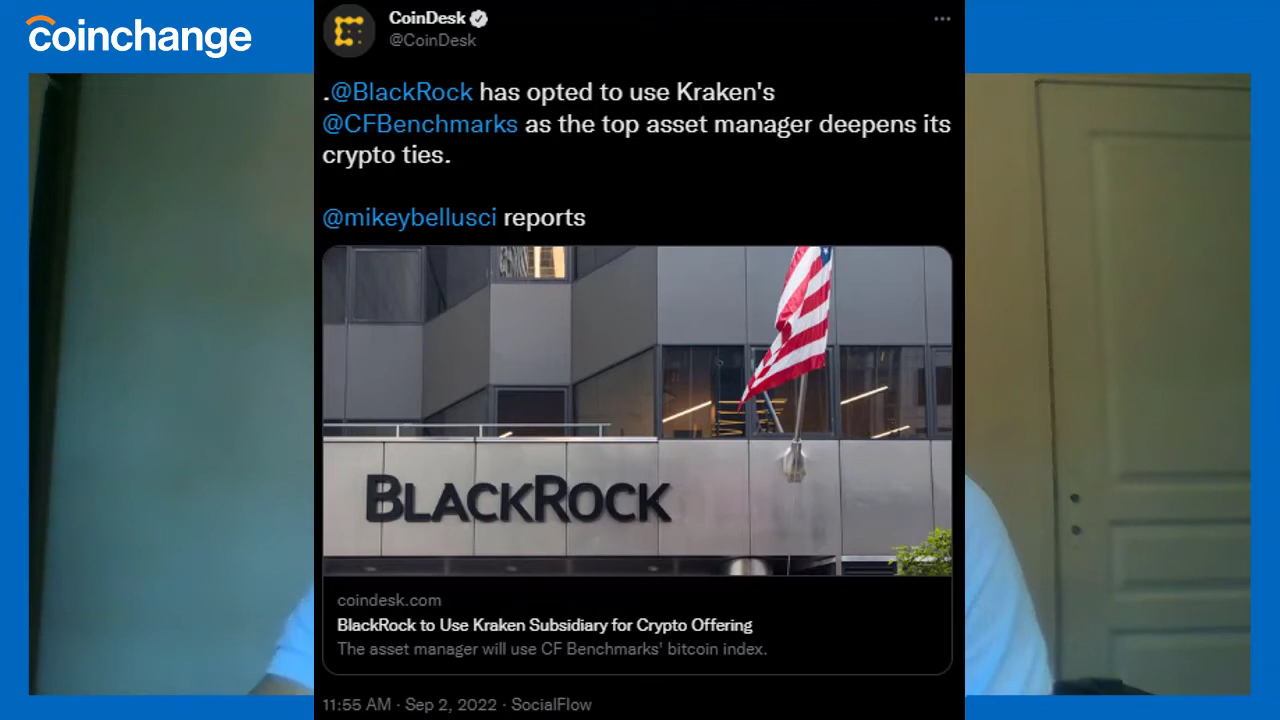 coinchange
CoinDesk
@CoinDesk
.@BlackRock has opted to use Kraken's
@CFBenchmarks as the top asset manager deepens its
crypto ties.
@mikeybellusci reports
BLACKROCK
coindesk.com
BlackRock to Use Kraken Subsidiary for Crypto Offering
The asset manager will use CF Benchmarks' bitcoin index.
11:55 AM · Sep 2, 2022 · SocialFlow